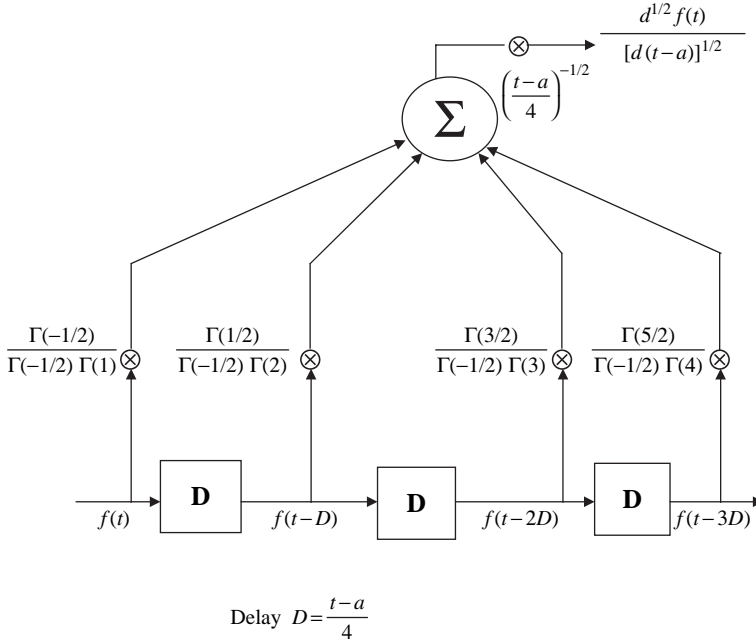 d^{1/2} f(t)
[d(t−a)]^{1/2}
(t−a / 4)^{−1/2}
Σ
Γ(−1/2) / Γ(−1/2) Γ(1) ⊗
Γ(1/2) / Γ(−1/2) Γ(2) ⊗
Γ(3/2) / Γ(−1/2) Γ(3) ⊗
Γ(5/2) / Γ(−1/2) Γ(4) ⊗
D
D
D
f(t)
f(t−D)
f(t−2D)
f(t−3D)
Delay D = t−a / 4